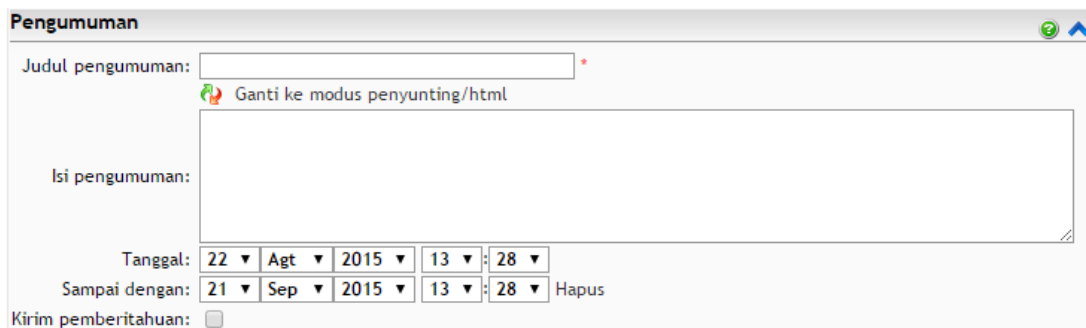 Pengumuman
Judul pengumuman: *
Ganti ke modus penyunting/html
Isi pengumuman:
Tanggal: 22 Agt 2015 13 : 28
Sampai dengan: 21 Sep 2015 13 : 28 Hapus
Kirim pemberitahuan: